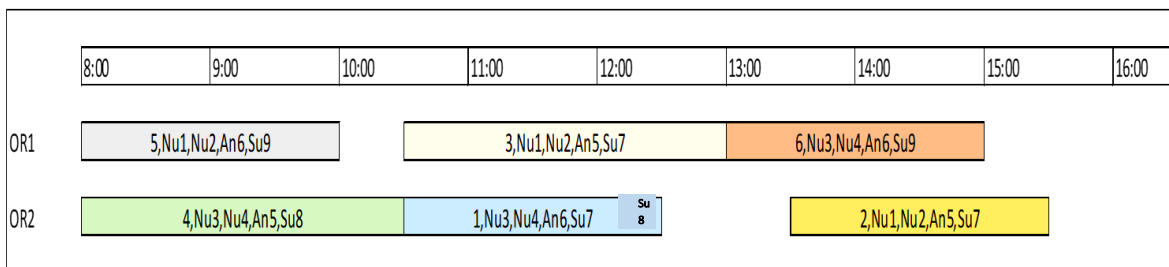 8:00 9:00 10:00 11:00 12:00 13:00 14:00 15:00 16:00
OR1 5,Nu1,Nu2,An6,Su9 3,Nu1,Nu2,An5,Su7 6,Nu3,Nu4,An6,Su9
OR2 4,Nu3,Nu4,An5,Su8 1,Nu3,Nu4,An6,Su7 Su 2,Nu1,Nu2,An5,Su7
8